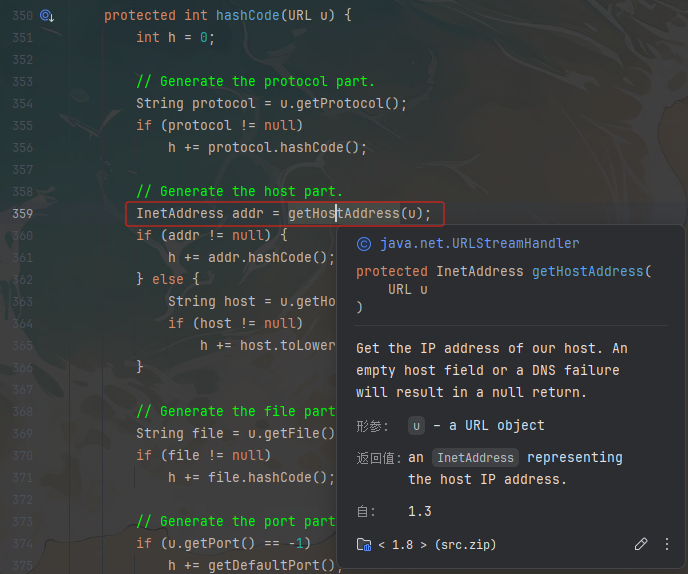 350 protected int hashCode(URL u) {
351 int h = 0;
352
353 // Generate the protocol part.
354 String protocol = u.getProtocol();
355 if (protocol != null)
356 h += protocol.hashCode();
357
358 // Generate the host part.
359 InetAddress addr = getHostAddress(u);
360 if (addr != null) {
361 h += addr.hashCode();
362 } else {
363 String host = u.getHo
364 if (host != null)
365 h += host.toLower
366 }
367
368 // Generate the file part
369 String file = u.getFile()
370 if (file != null)
371 h += file.hashCode();
372
373 // Generate the port part
374 if (u.getPort() == -1)
375 h += getDefaultPort();
java.net.URLStreamHandler
protected InetAddress getHostAddress(
URL u
)
Get the IP address of our host. An
empty host field or a DNS failure
will result in a null return.
形参: u – a URL object
返回值: an InetAddress representing
the host IP address.
自: 1.3
< 1.8 > (src.zip)